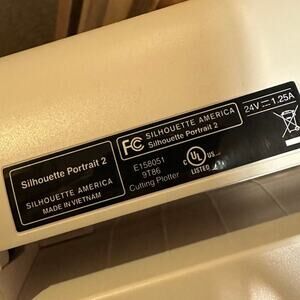 Silhouette Portrait 2
SILHOUETTE AMERICA
MADE IN VIETNAM
FC SILHOUETTE AMERICA
Silhouette Portrait 2
E158051
9T86
Cutting Plotter
c UL us
LISTED
24V 1.25A